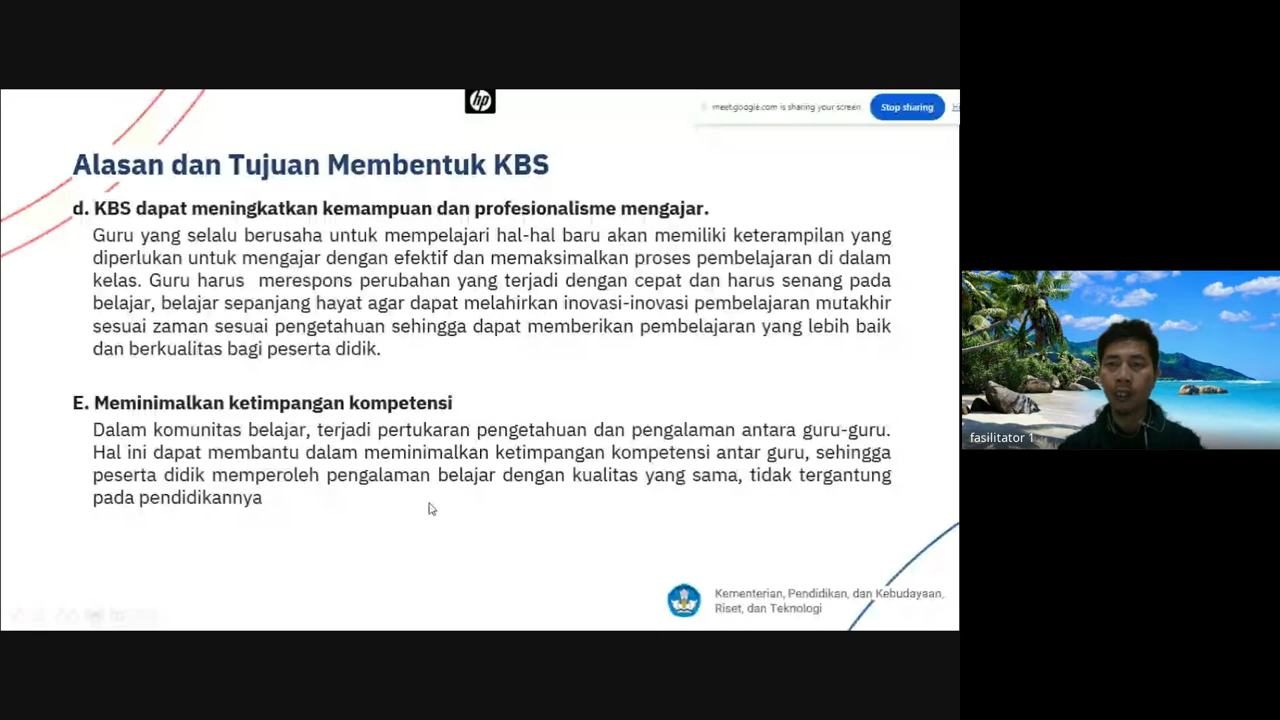 hp
meet.google.com is sharing your screen
Stop sharing
Alasan dan Tujuan Membentuk KBS
d. KBS dapat meningkatkan kemampuan dan profesionalisme mengajar.
Guru yang selalu berusaha untuk mempelajari hal-hal baru akan memiliki keterampilan yang
diperlukan untuk mengajar dengan efektif dan memaksimalkan proses pembelajaran di dalam
kelas. Guru harus merespons perubahan yang terjadi dengan cepat dan harus senang pada
belajar, belajar sepanjang hayat agar dapat melahirkan inovasi-inovasi pembelajaran mutakhir
sesuai zaman sesuai pengetahuan sehingga dapat memberikan pembelajaran yang lebih baik
dan berkualitas bagi peserta didik.
E. Meminimalkan ketimpangan kompetensi
Dalam komunitas belajar, terjadi pertukaran pengetahuan dan pengalaman antara guru-guru.
Hal ini dapat membantu dalam meminimalkan ketimpangan kompetensi antar guru, sehingga
peserta didik memperoleh pengalaman belajar dengan kualitas yang sama, tidak tergantung
pada pendidikannya
Kementerian, Pendidikan, dan Kebudayaan,
Riset, dan Teknologi
fasilitator 1